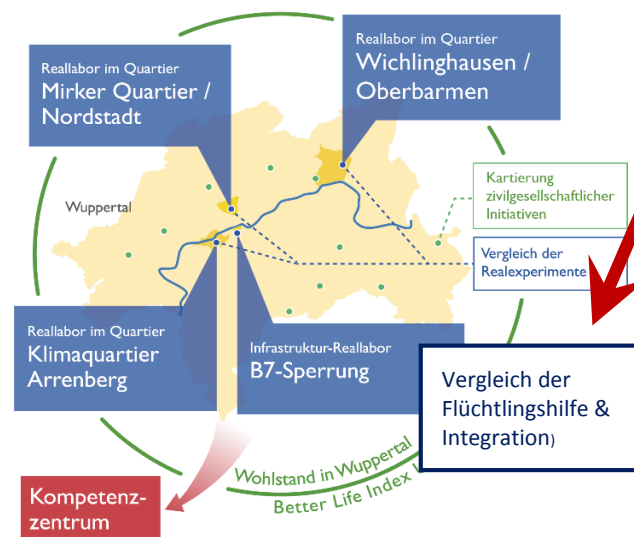 Reallabor im Quartier
Mirker Quartier /
Nordstadt
Reallabor im Quartier
Wichlinghausen /
Oberbarmen
Wuppertal
Kartierung
zivilgesellschaftlicher
Initiativen
Vergleich der
Realexperimente
Reallabor im Quartier
Klimaquartier
Arrenberg
Infrastruktur-Reallabor
B7-Sperrung
Vergleich der
Flüchtlingshilfe &
Integration)
Wohlstand in Wuppertal
Better Life Index
Kompetenz-
zentrum